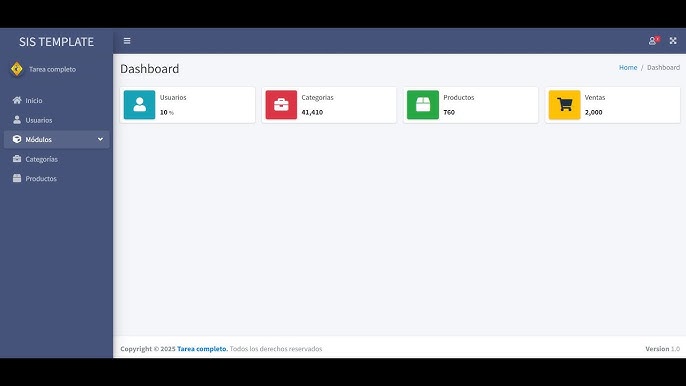 SIS TEMPLATE
Tarea completo
Inicio
Usuarios
Módulos
Categorías
Productos
Dashboard
Home / Dashboard
Usuarios
10 %
Categorias
41,410
Productos
760
Ventas
2,000
Copyright © 2025 Tarea completo. Todos los derechos reservados
Version 1.0